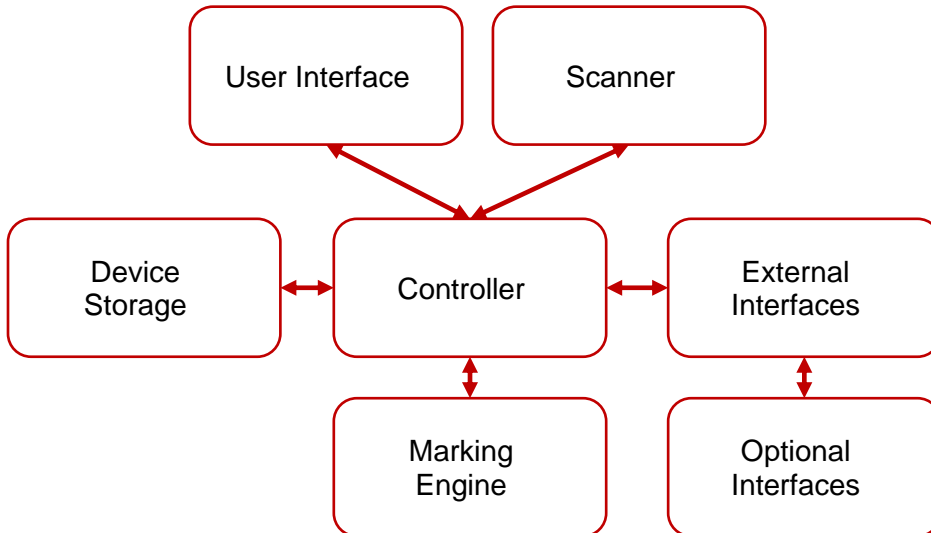 User Interface
Scanner
Device
Storage
Controller
External
Interfaces
Marking
Engine
Optional
Interfaces